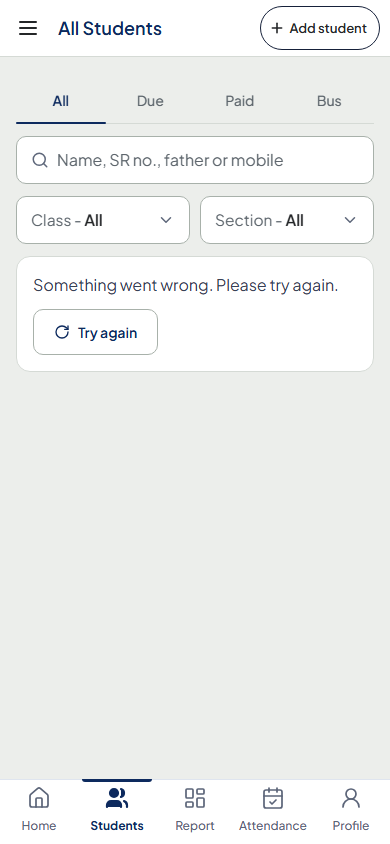 All Students
Add student
All
Due
Paid
Bus
Name, SR no., father or mobile
Class - All
Section - All
Something went wrong. Please try again.
Try again
Home
Students
Report
Attendance
Profile